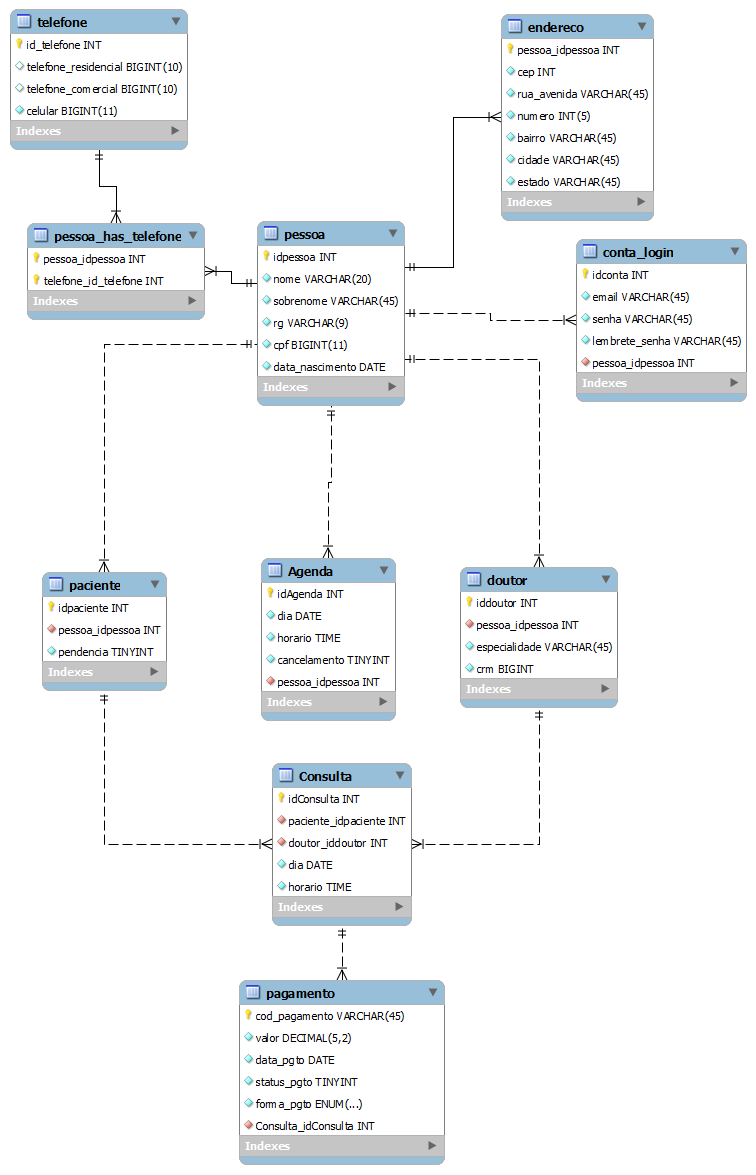 telefone
id_telefone INT
telefone_residencial BIGINT(10)
telefone_comercial BIGINT(10)
celular BIGINT(11)
Indexes
endereco
pessoa_idpessoa INT
cep INT
rua_avenida VARCHAR(45)
numero INT(5)
bairro VARCHAR(45)
cidade VARCHAR(45)
estado VARCHAR(45)
Indexes
pessoa_has_telefone
pessoa_idpessoa INT
telefone_id_telefone INT
Indexes
pessoa
idpessoa INT
nome VARCHAR(20)
sobrenome VARCHAR(45)
rg VARCHAR(9)
cpf BIGINT(11)
data_nascimento DATE
Indexes
conta_login
idconta INT
email VARCHAR(45)
senha VARCHAR(45)
lembrete_senha VARCHAR(45)
pessoa_idpessoa INT
Indexes
paciente
idpaciente INT
pessoa_idpessoa INT
pendencia TINYINT
Indexes
Agenda
idAgenda INT
dia DATE
horario TIME
cancelamento TINYINT
pessoa_idpessoa INT
Indexes
doutor
iddoutor INT
pessoa_idpessoa INT
especialidade VARCHAR(45)
crm BIGINT
Indexes
Consulta
idConsulta INT
paciente_idpaciente INT
doutor_iddoutor INT
dia DATE
horario TIME
Indexes
pagamento
cod_pagamento VARCHAR(45)
valor DECIMAL(5,2)
data_pgto DATE
status_pgto TINYINT
forma_pgto ENUM(...)
Consulta_idConsulta INT
Indexes